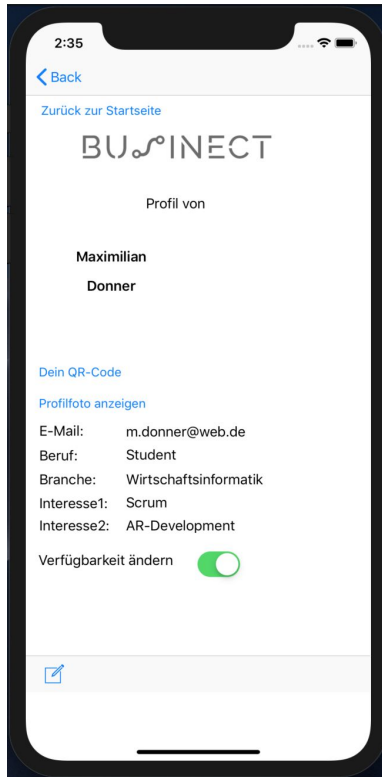 2:35
Back
Zurück zur Startseite
BUSINECT
Profil von
Maximilian
Donner
Dein QR-Code
Profilfoto anzeigen
E-Mail: m.donner@web.de
Beruf: Student
Branche: Wirtschaftsinformatik
Interesse1: Scrum
Interesse2: AR-Development
Verfügbarkeit ändern